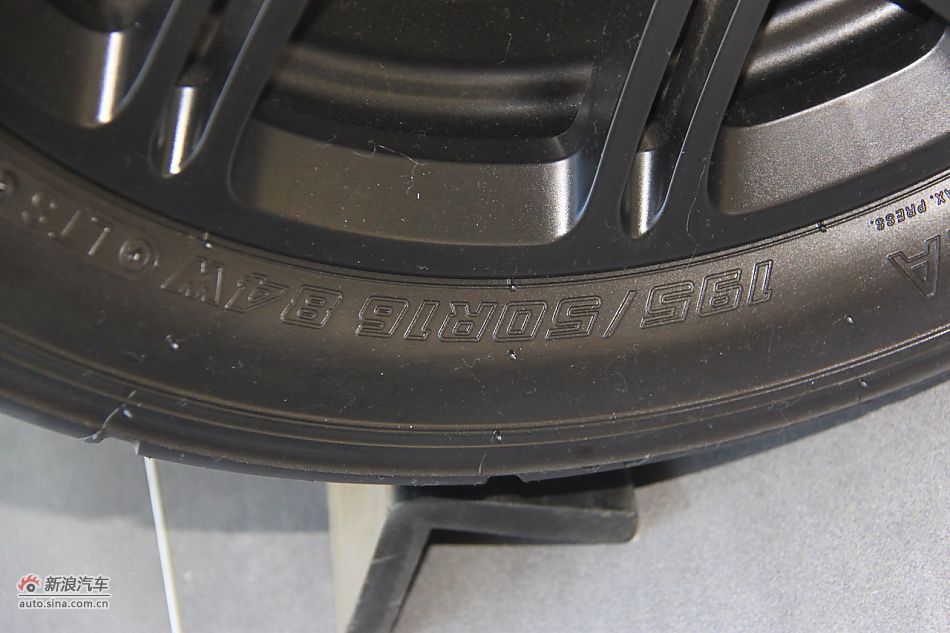 195/50R16 84W
AX. PRESS.
A
新浪汽车
auto.sina.com.cn